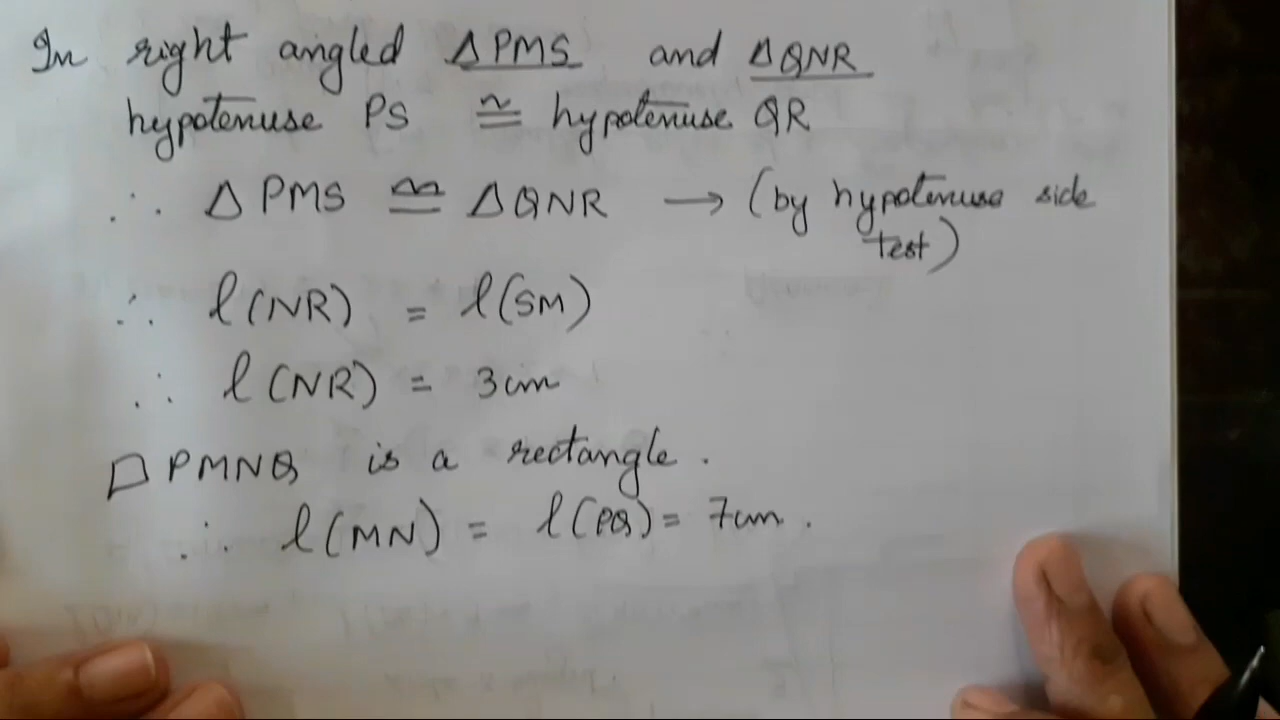 In right angled ΔPMS and ΔQNR
hypotenuse PS ≅ hypotenuse QR
∴ ΔPMS ≅ ΔQNR → (by hypotenuse side
test)
∴ l(NR) = l(SM)
∴ l(NR) = 3cm
□PMNQ is a rectangle.
∴ l(MN) = l(PQ) = 7cm.